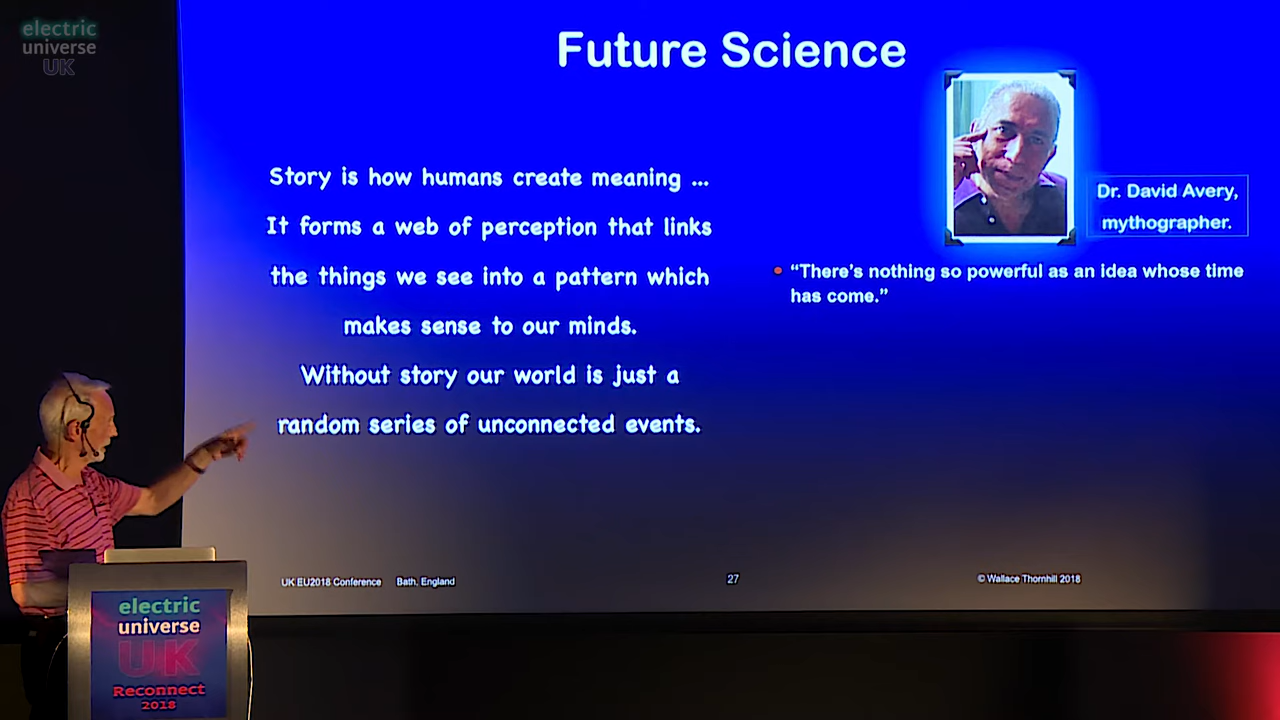 electric
universe
UK
Future Science
Story is how humans create meaning ...
It forms a web of perception that links
the things we see into a pattern which
makes sense to our minds.
Without story our world is just a
random series of unconnected events.
Dr. David Avery,
mythographer.
• “There’s nothing so powerful as an idea whose time
has come.”
UK EU2018 Conference Bath, England
27
© Wallace Thornhill 2018
electric
universe
UK
Reconnect
2018